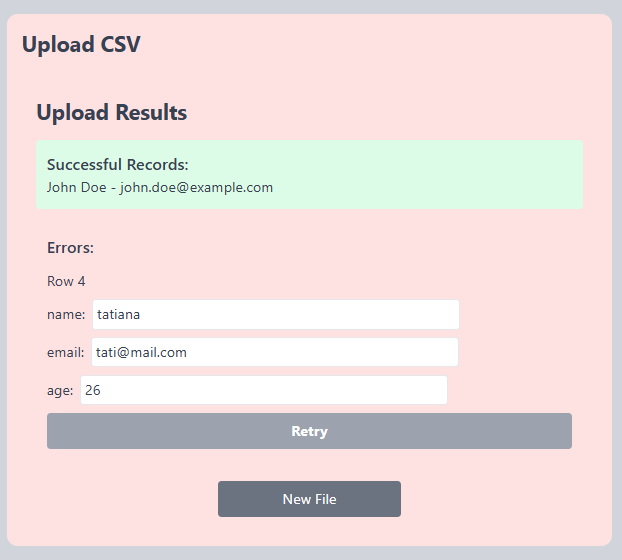 Upload CSV
Upload Results
Successful Records:
John Doe - john.doe@example.com
Errors:
Row 4
name: tatiana
email: tati@mail.com
age: 26
Retry
New File